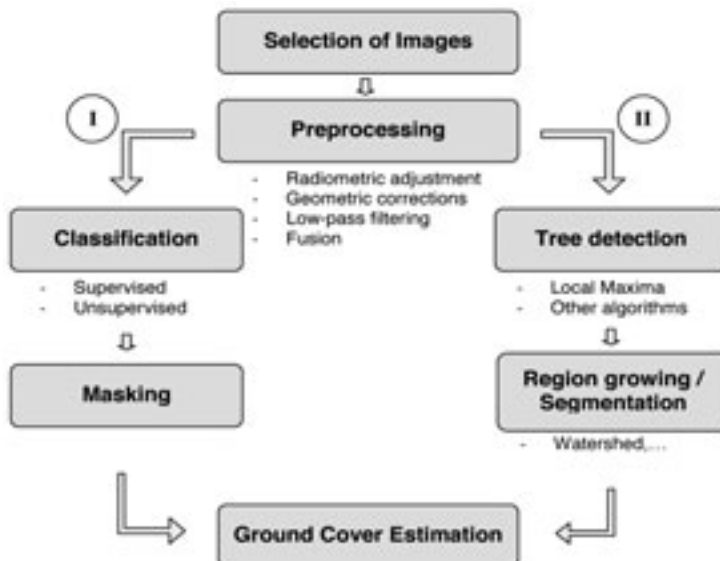 Selection of Images
I
II
Preprocessing
- Radiometric adjustment
- Geometric corrections
- Low-pass filtering
- Fusion
Classification
- Supervised
- Unsupervised
Masking
Tree detection
- Local Maxima
- Other algorithms
Region growing /
Segmentation
- Watershed,...
Ground Cover Estimation